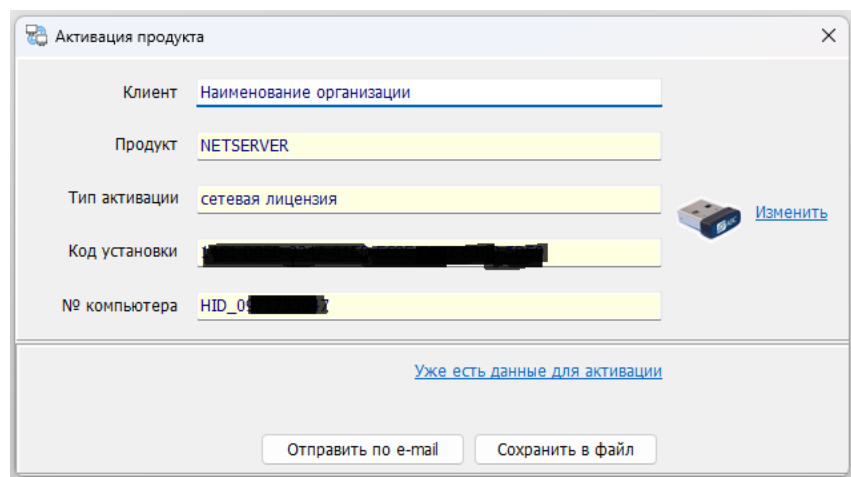 Активация продукта
Клиент Наименование организации
Продукт NETSERVER
Тип активации сетевая лицензия
Изменить
Код установки
№ компьютера HID_09 7
Уже есть данные для активации
Отправить по e-mail Сохранить в файл